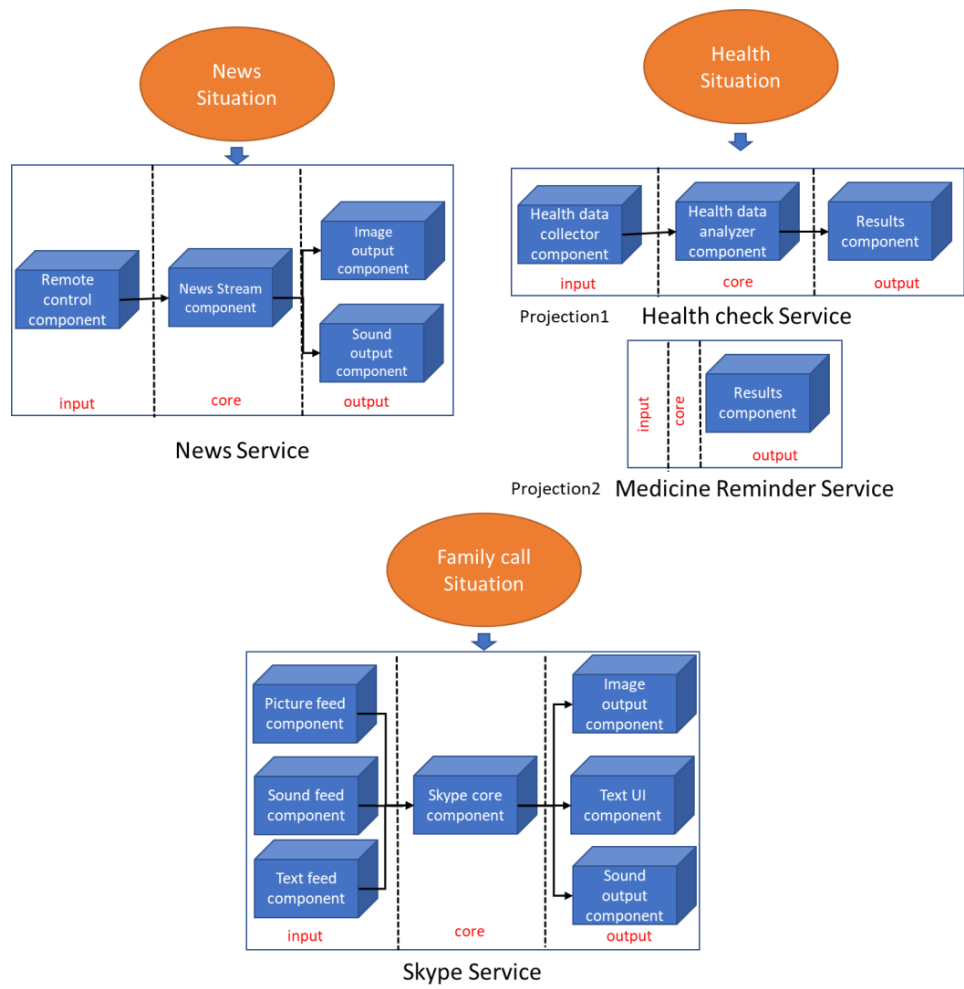 News
Situation
Remote
control
component
News Stream
component
Image
output
component
Sound
output
component
input
core
output
News Service
Health
Situation
Health data
collector
component
Health data
analyzer
component
Results
component
input
core
output
Projection1
Health check Service
input
core
Results
component
output
Projection2
Medicine Reminder Service
Family call
Situation
Picture feed
component
Sound feed
component
Text feed
component
Skype core
component
Image
output
component
Text UI
component
Sound
output
component
input
core
output
Skype Service